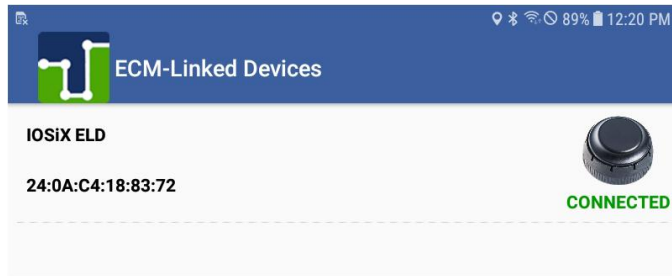 89% 12:20 PM
ECM-Linked Devices
IOSiX ELD
24:0A:C4:18:83:72
CONNECTED